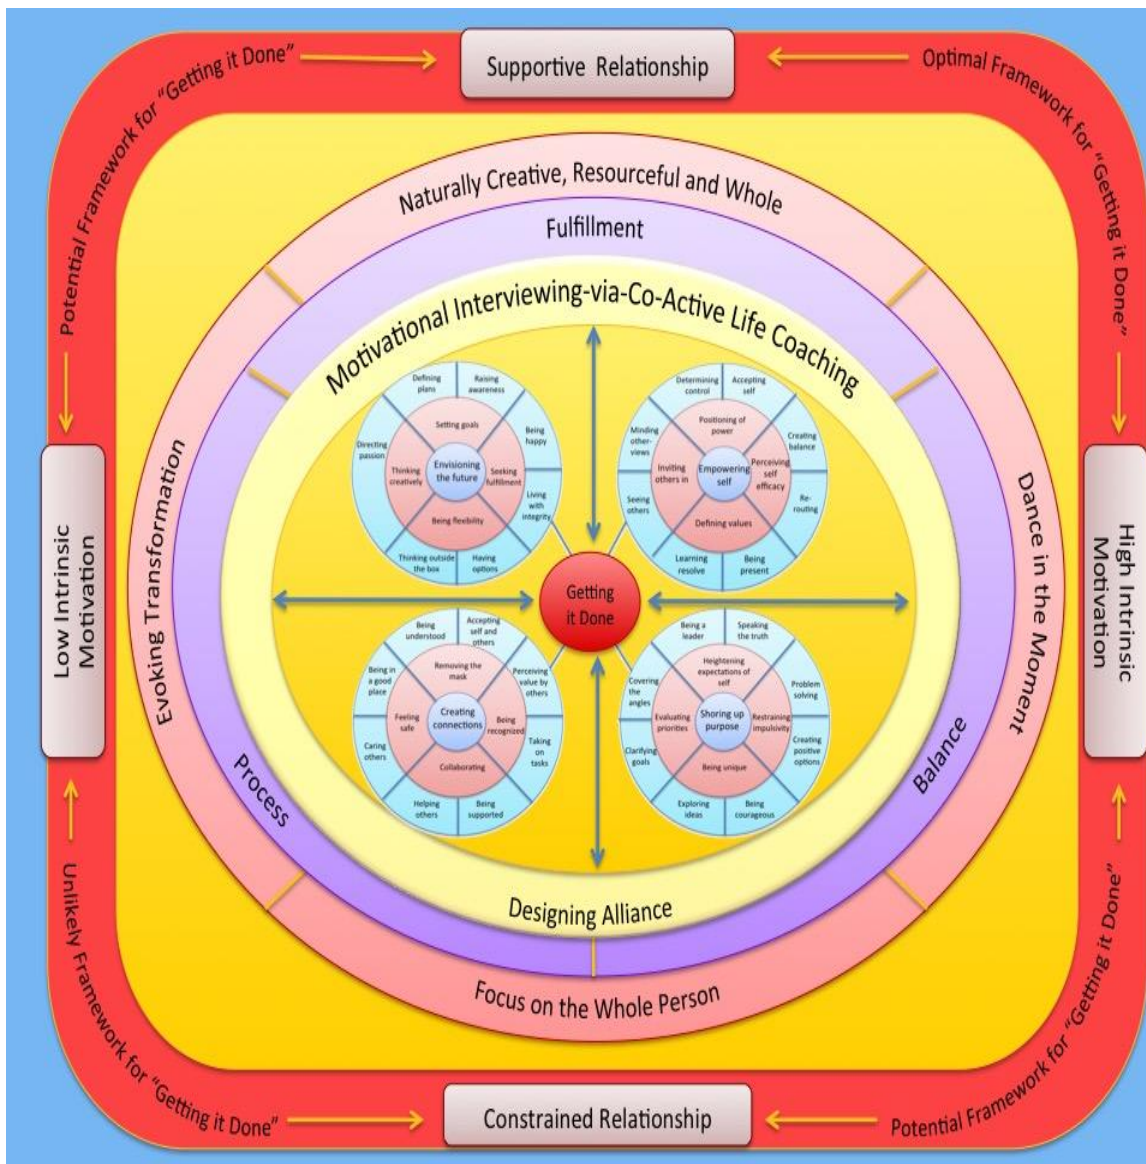 Potential Framework for "Getting it Done"
Supportive Relationship
Optimal Framework for "Getting it Done"
Naturally Creative, Resourceful and Whole
Fulfillment
Motivational Interviewing-via-Co-Active Life Coaching
Low Intrinsic
Motivation
Evoking Transformation
Process
High Intrinsic
Motivation
Dance in the Moment
Balance
Defining
plans
Raising
awareness
Being
happy
Living
with
integrity
Having
options
Thinking outside
the box
Directing
passion
Setting goals
Seeking
fulfillment
Being flexibility
Thinking
creatively
Envisioning
the future
Determining
control
Accepting
self
Creating
balance
Re-
routing
Being
present
Learning
resolve
Seeing
others
Minding
other-
views
Positioning of
power
Perceiving
self
efficacy
Defining values
Inviting
others in
Empowering
self
Getting
it Done
Being
understood
Accepting
self and
others
Perceiving
value by
others
Taking
on
tasks
Being
supported
Helping
others
Caring
others
Being in
a good
place
Removing the
mask
Being
recognized
Collaborating
Feeling
safe
Creating
connections
Being a
leader
Speaking
the truth
Problem
solving
Creating
positive
options
Being
courageous
Exploring
ideas
Clarifying
goals
Covering
the
angles
Heightening
expectations of
self
Restraining
impulsivity
Being unique
Evaluating
priorities
Shoring up
purpose
Designing Alliance
Focus on the Whole Person
Unlikely Framework for "Getting it Done"
Constrained Relationship
Potential Framework for "Getting it Done"